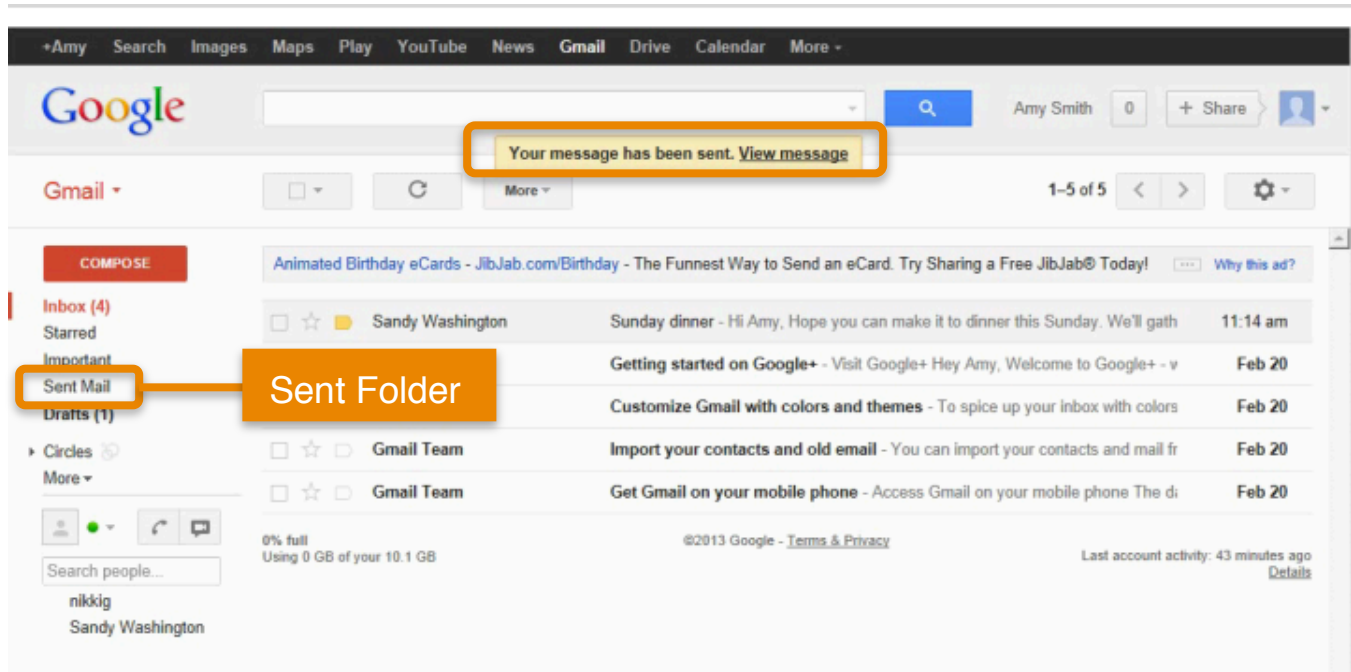 +Amy Search Images Maps Play YouTube News Gmail Drive Calendar More
Google Amy Smith 0 + Share
Your message has been sent. View message
Gmail More 1–5 of 5
COMPOSE Animated Birthday eCards - JibJab.com/Birthday - The Funnest Way to Send an eCard. Try Sharing a Free JibJab® Today! Why this ad?
Inbox (4)
Sandy Washington Sunday dinner - Hi Amy, Hope you can make it to dinner this Sunday. We'll gath 11:14 am
Starred
Important
Getting started on Google+ - Visit Google+ Hey Amy, Welcome to Google+ - v Feb 20
Sent Mail Sent Folder
Customize Gmail with colors and themes - To spice up your inbox with colors Feb 20
Drafts (1)
Circles
Gmail Team Import your contacts and old email - You can import your contacts and mail fr Feb 20
More
Gmail Team Get Gmail on your mobile phone - Access Gmail on your mobile phone The da Feb 20
0% full ©2013 Google - Terms & Privacy
Using 0 GB of your 10.1 GB Last account activity: 43 minutes ago
Details
Search people...
nikkig
Sandy Washington